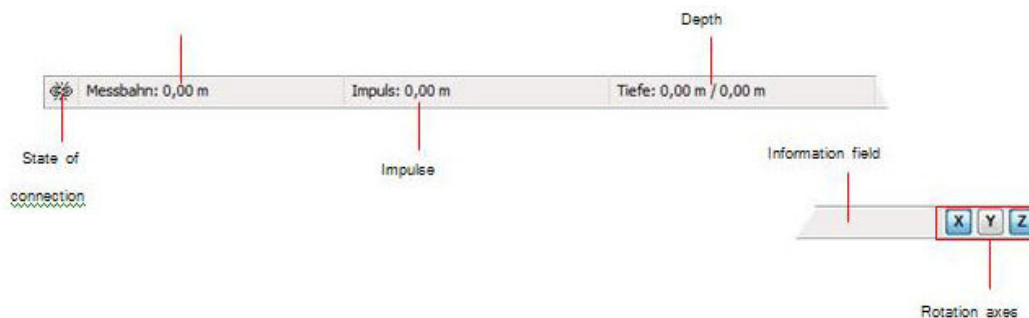 Depth
Messbahn: 0,00 m
Impuls: 0,00 m
Tiefe: 0,00 m / 0,00 m
State of
connection
Impulse
Information field
X Y Z
Rotation axes